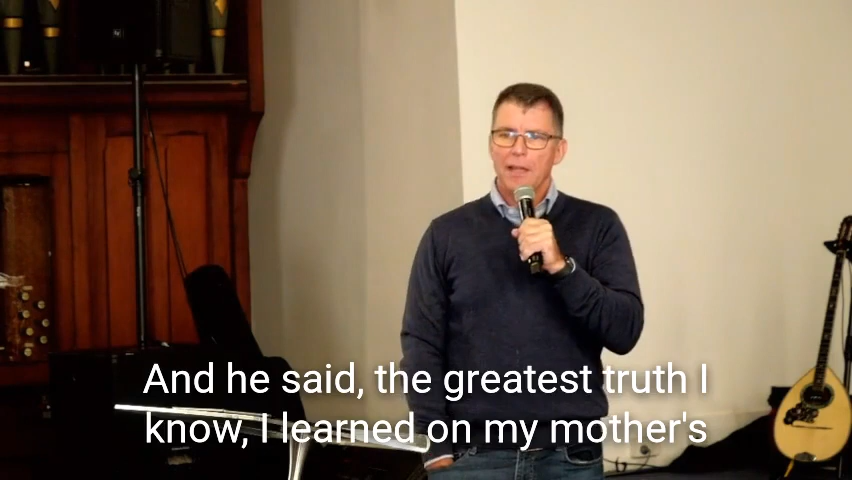 And he said, the greatest truth I
know, I learned on my mother's